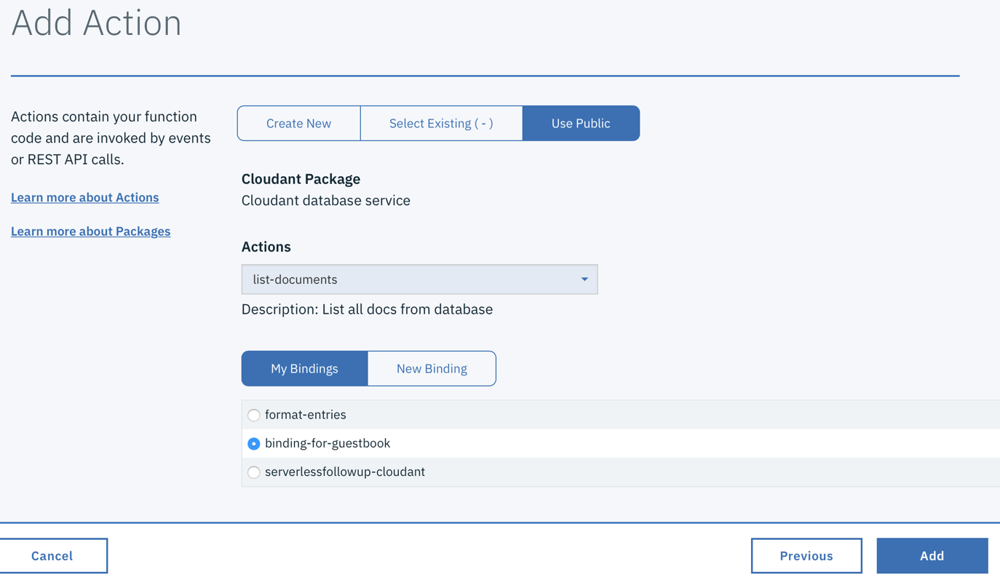 Add Action
Actions contain your function
code and are invoked by events
or REST API calls.
Learn more about Actions
Learn more about Packages
Create New
Select Existing ( - )
Use Public
Cloudant Package
Cloudant database service
Actions
list-documents
Description: List all docs from database
My Bindings
New Binding
format-entries
binding-for-guestbook
serverlessfollowup-cloudant
Cancel
Previous
Add